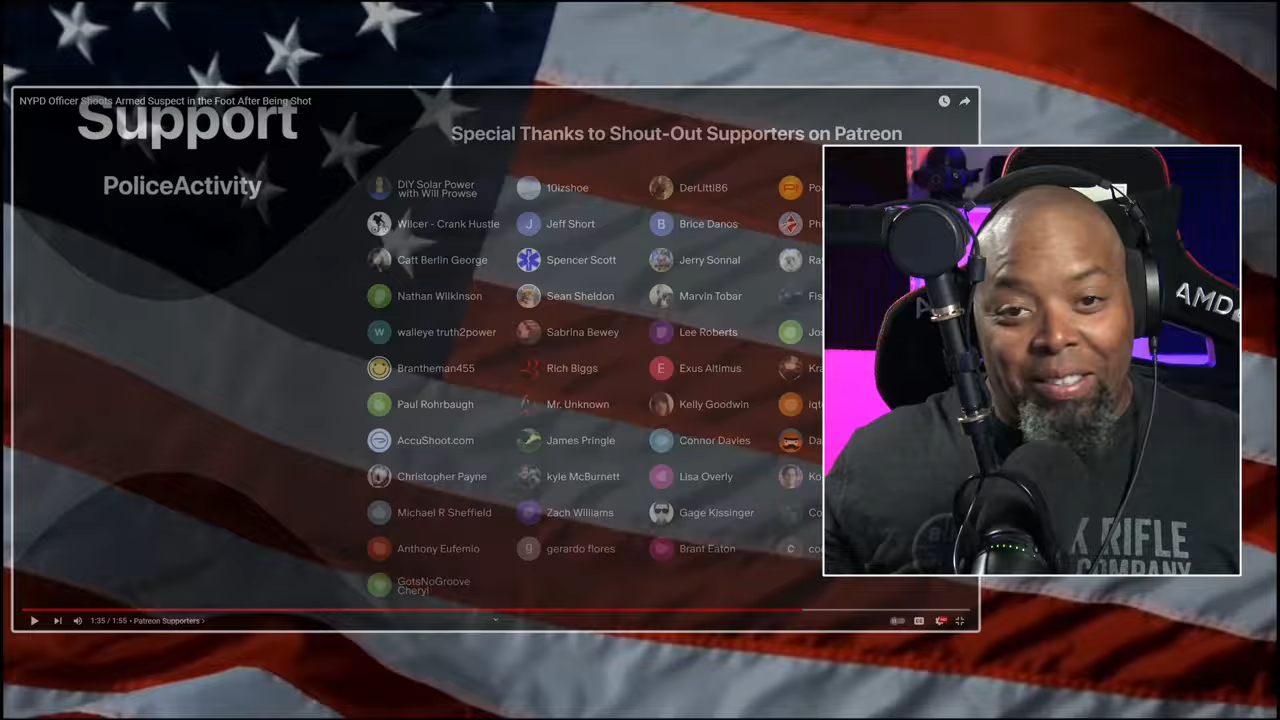 NYPD Officer Shoots Armed Suspect in the Foot After Being Shot
Support
PoliceActivity
Special Thanks to Shout-Out Supporters on Patreon
DIY Solar Power
with Will Prowse
10izshoe
DerLitti86
Wilcer - Crank Hustle
J
Jeff Short
B
Brice Danos
Catt Berlin George
Spencer Scott
Jerry Sonnal
Nathan Wilkinson
Sean Sheldon
Marvin Tobar
W
walleye truth2power
Sabrina Bewey
Lee Roberts
Brantheman455
Rich Biggs
E
Exus Altimus
Paul Rohrbaugh
Mr. Unknown
Kelly Goodwin
AccuShoot.com
James Pringle
Connor Davies
Christopher Payne
kyle McBurnett
Lisa Overly
Michael R Sheffield
Zach Williams
Gage Kissinger
Anthony Eufemio
g
gerardo flores
Brant Eaton
C
GotsNoGroove
Cheryl
1:35 / 1:55 • Patreon Supporters ›
AMD
RIFLE
COMPANY